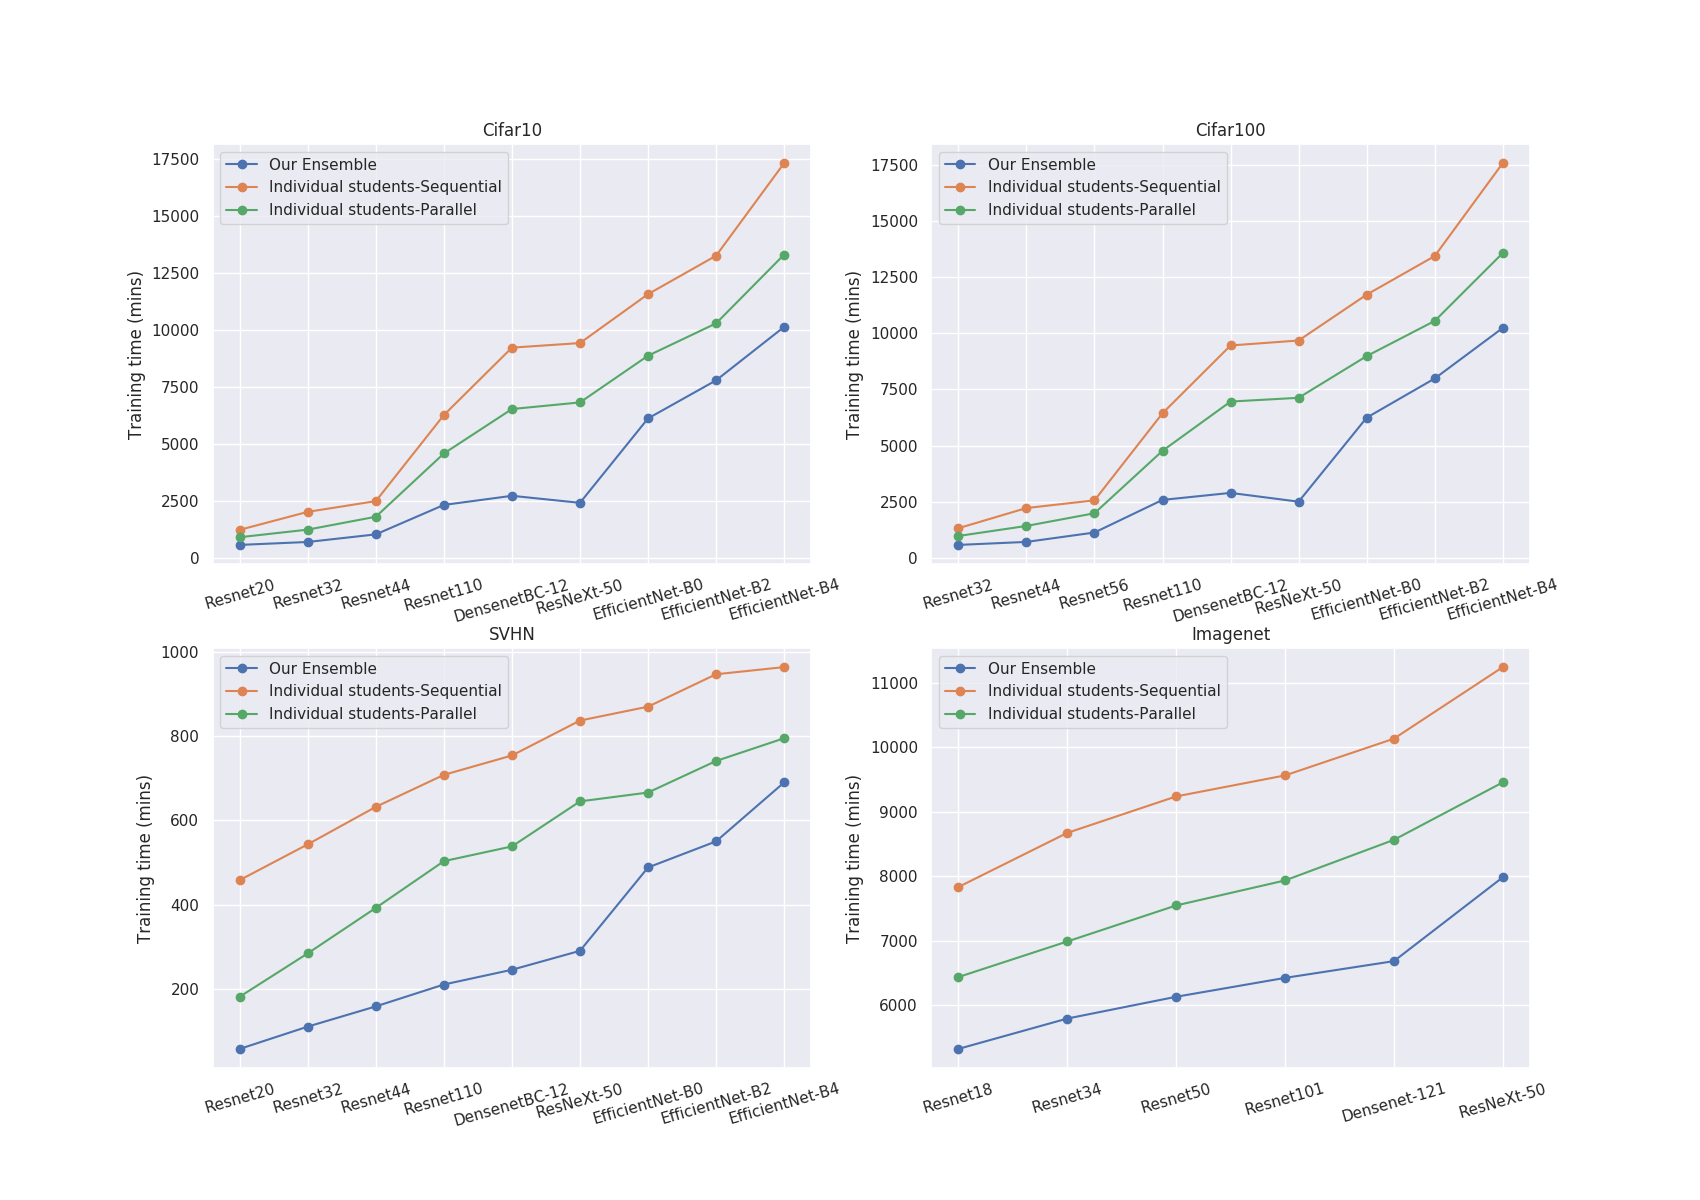 Cifar10
17500
15000
12500
10000
7500
5000
2500
0
Training time (mins)
Our Ensemble
Individual students-Sequential
Individual students-Parallel
Resnet20
Resnet32
Resnet44
Resnet110
DensenetBC-12
ResNeXt-50
EfficientNet-B0
EfficientNet-B2
EfficientNet-B4
Cifar100
17500
15000
12500
10000
7500
5000
2500
0
Training time (mins)
Our Ensemble
Individual students-Sequential
Individual students-Parallel
Resnet32
Resnet44
Resnet56
Resnet110
DensenetBC-12
ResNeXt-50
EfficientNet-B0
EfficientNet-B2
EfficientNet-B4
SVHN
1000
800
600
400
200
Training time (mins)
Our Ensemble
Individual students-Sequential
Individual students-Parallel
Resnet20
Resnet32
Resnet44
Resnet110
DensenetBC-12
ResNeXt-50
EfficientNet-B0
EfficientNet-B2
EfficientNet-B4
Imagenet
11000
10000
9000
8000
7000
6000
Training time (mins)
Our Ensemble
Individual students-Sequential
Individual students-Parallel
Resnet18
Resnet34
Resnet50
Resnet101
Densenet-121
ResNeXt-50